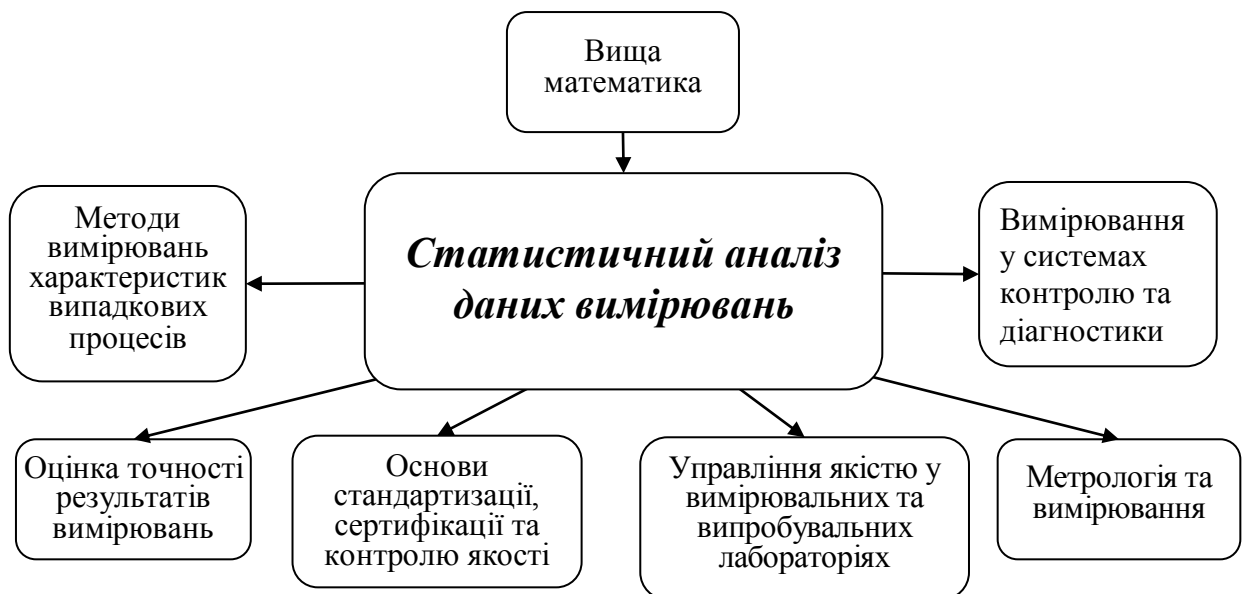 Вища
математика
Методи
вимірювань
характеристик
випадкових
процесів
Статистичний аналіз
даних вимірювань
Вимірювання
у системах
контролю та
діагностики
Оцінка точності
результатів
вимірювань
Основи
стандартизації,
сертифікації та
контролю якості
Управління якістю у
вимірювальних та
випробувальних
лабораторіях
Метрологія та
вимірювання